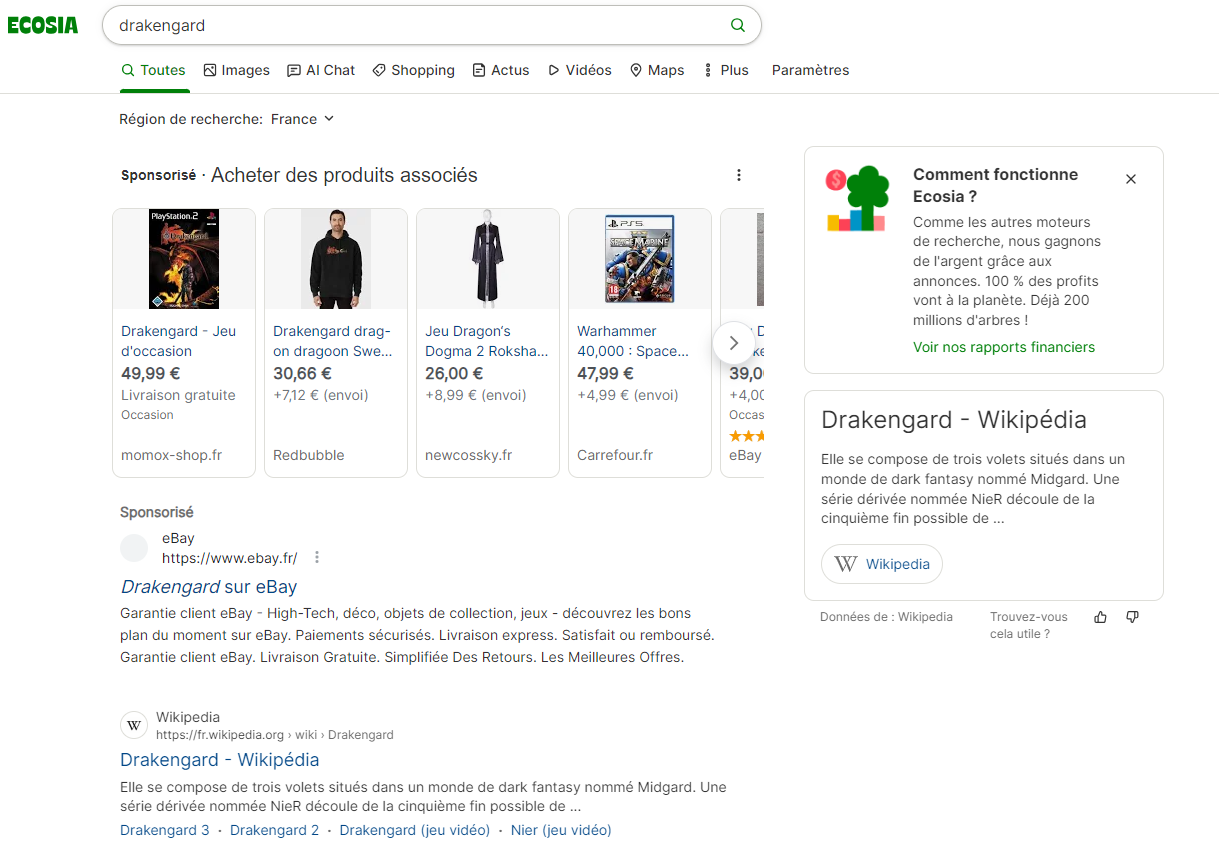 ECOSIA
drakengard
Toutes Images AI Chat Shopping Actus Vidéos Maps Plus Paramètres
Région de recherche: France
Sponsorisé · Acheter des produits associés
PlayStation 2
Drakengard
Drakengard - Jeu
d'occasion
49,99 €
Livraison gratuite
Occasion
momox-shop.fr
Drakengard drag-
on dragoon Swe...
30,66 €
+7,12 € (envoi)
Redbubble
Jeu Dragon’s
Dogma 2 Roksha...
26,00 €
+8,99 € (envoi)
newcossky.fr
PS5
SPACE MARINE
18
Warhammer
40,000 : Space...
47,99 €
+4,99 € (envoi)
Carrefour.fr
39,0
+4,00
Occas
eBay
Comment fonctionne
Ecosia ?
Comme les autres moteurs
de recherche, nous gagnons
de l'argent grâce aux
annonces. 100 % des profits
vont à la planète. Déjà 200
millions d'arbres !
Voir nos rapports financiers
Drakengard - Wikipédia
Elle se compose de trois volets situés dans un
monde de dark fantasy nommé Midgard. Une
série dérivée nommée NieR découle de la
cinquième fin possible de ...
W Wikipedia
Données de : Wikipedia
Trouvez-vous
cela utile ?
Sponsorisé
eBay
https://www.ebay.fr/
Drakengard sur eBay
Garantie client eBay - High-Tech, déco, objets de collection, jeux - découvrez les bons
plan du moment sur eBay. Paiements sécurisés. Livraison express. Satisfait ou remboursé.
Garantie client eBay. Livraison Gratuite. Simplifiée Des Retours. Les Meilleures Offres.
W
Wikipedia
https://fr.wikipedia.org › wiki › Drakengard
Drakengard - Wikipédia
Elle se compose de trois volets situés dans un monde de dark fantasy nommé Midgard. Une
série dérivée nommée NieR découle de la cinquième fin possible de ...
Drakengard 3 · Drakengard 2 · Drakengard (jeu vidéo) · Nier (jeu vidéo)